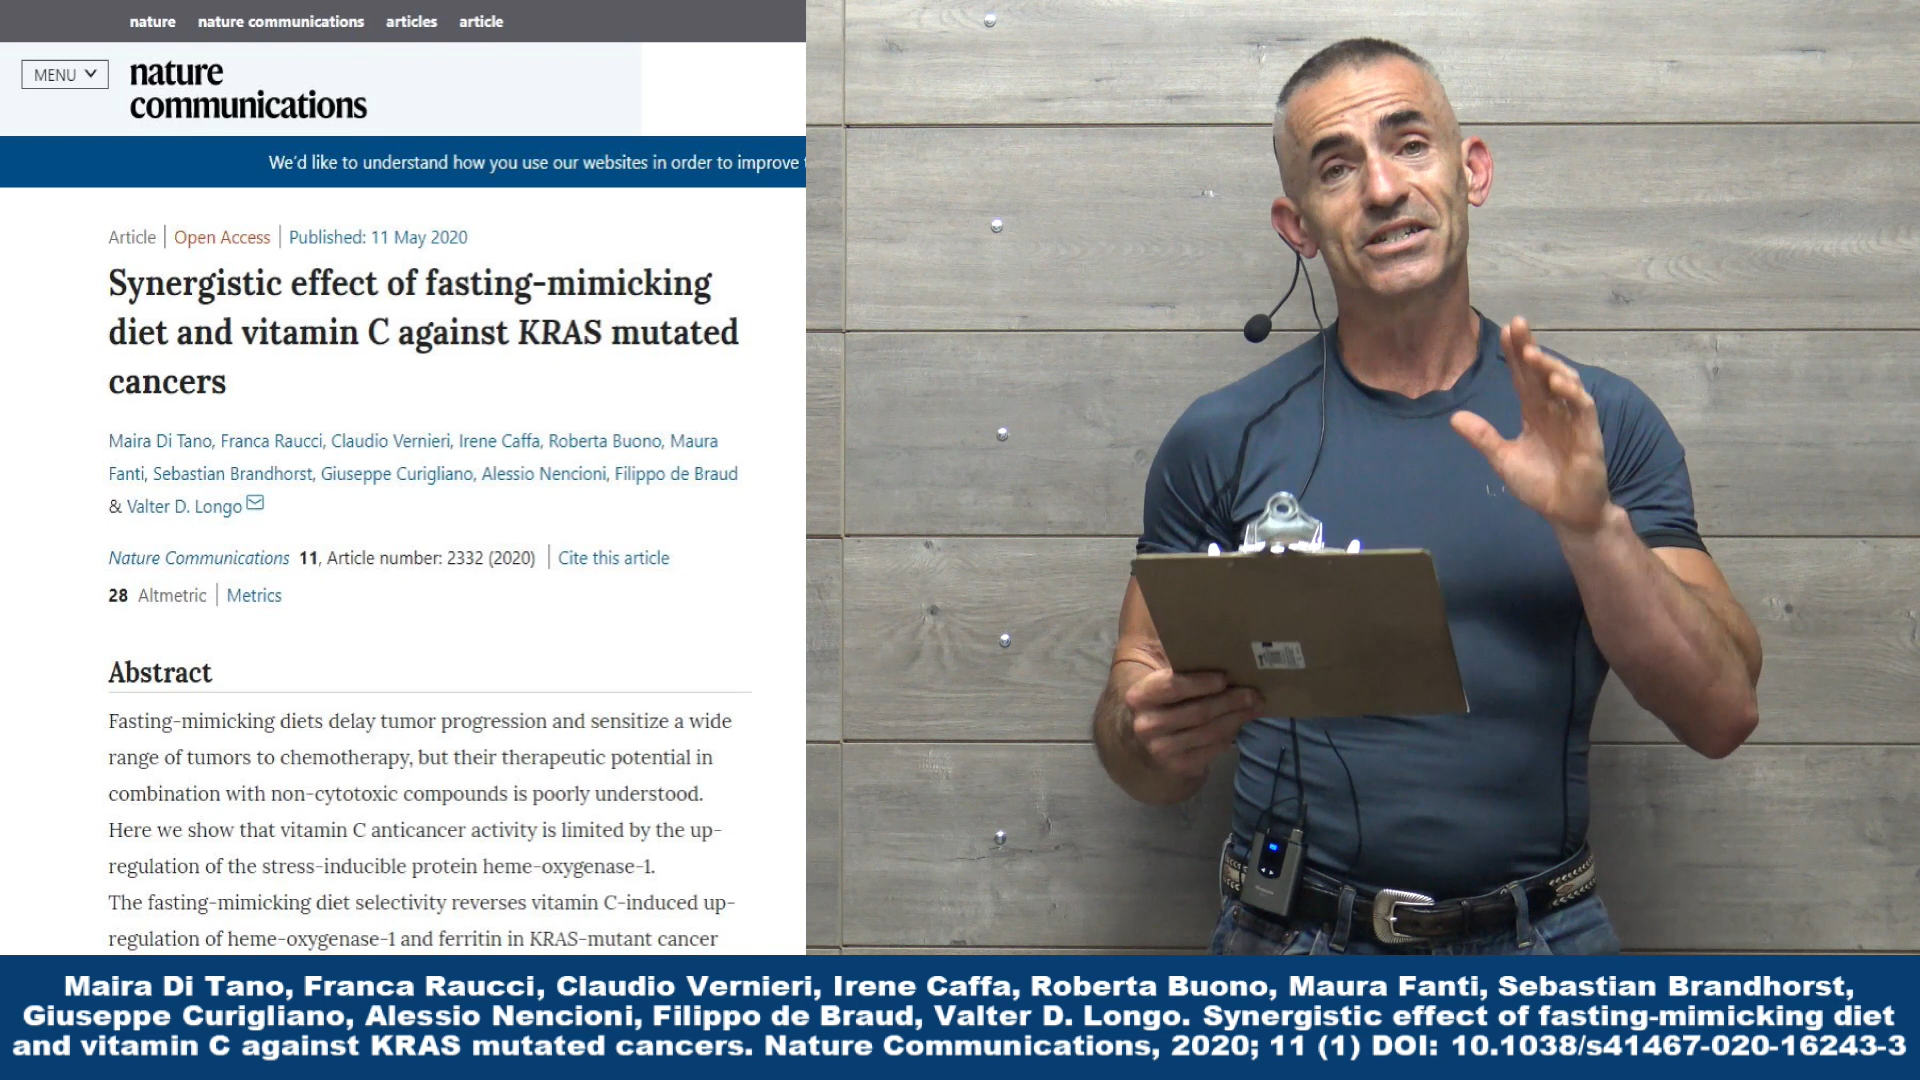 nature nature communications articles article
MENU
nature
communications
We'd like to understand how you use our websites in order to improve
Article | Open Access | Published: 11 May 2020
Synergistic effect of fasting-mimicking
diet and vitamin C against KRAS mutated
cancers
Maira Di Tano, Franca Raucci, Claudio Vernieri, Irene Caffa, Roberta Buono, Maura
Fanti, Sebastian Brandhorst, Giuseppe Curigliano, Alessio Nencioni, Filippo de Braud
& Valter D. Longo
Nature Communications 11, Article number: 2332 (2020) | Cite this article
28 Altmetric | Metrics
Abstract
Fasting-mimicking diets delay tumor progression and sensitize a wide
range of tumors to chemotherapy, but their therapeutic potential in
combination with non-cytotoxic compounds is poorly understood.
Here we show that vitamin C anticancer activity is limited by the up-
regulation of the stress-inducible protein heme-oxygenase-1.
The fasting-mimicking diet selectivity reverses vitamin C-induced up-
regulation of heme-oxygenase-1 and ferritin in KRAS-mutant cancer
Maira Di Tano, Franca Raucci, Claudio Vernieri, Irene Caffa, Roberta Buono, Maura Fanti, Sebastian Brandhorst,
Giuseppe Curigliano, Alessio Nencioni, Filippo de Braud, Valter D. Longo. Synergistic effect of fasting-mimicking diet
and vitamin C against KRAS mutated cancers. Nature Communications, 2020; 11 (1) DOI: 10.1038/s41467-020-16243-3